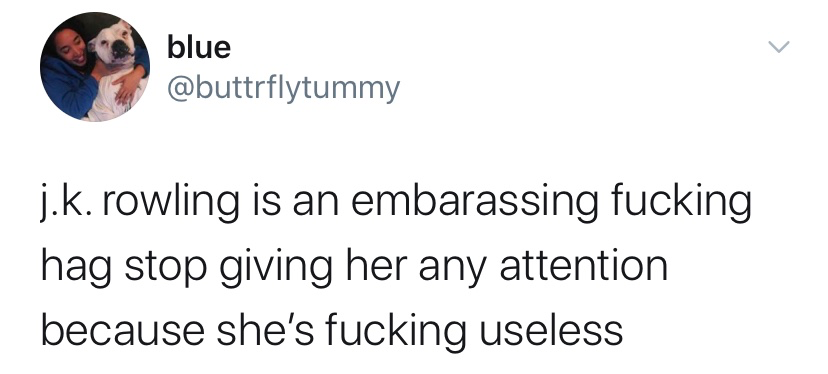 blue
@buttrflytummy
j.k. rowling is an embarassing fucking
hag stop giving her any attention
because she's fucking useless